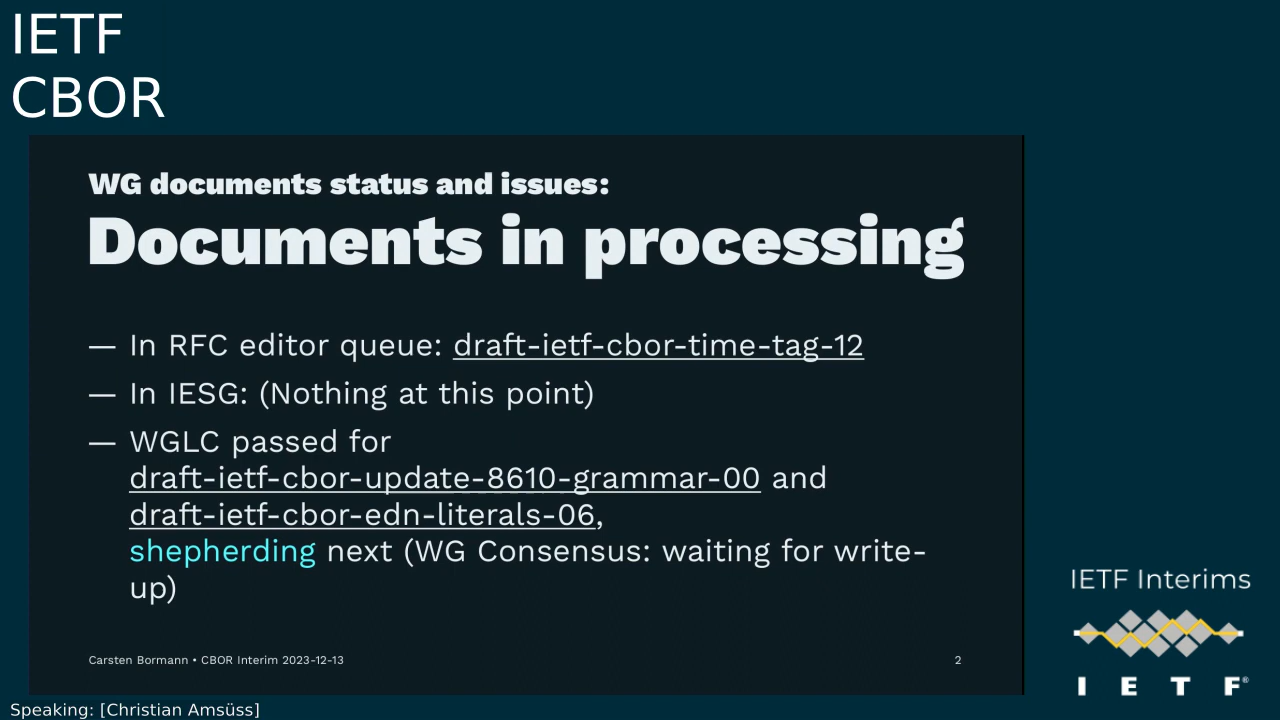 IETF
CBOR
WG documents status and issues:
Documents in processing
— In RFC editor queue: draft-ietf-cbor-time-tag-12
— In IESG: (Nothing at this point)
— WGLC passed for
draft-ietf-cbor-update-8610-grammar-00 and
draft-ietf-cbor-edn-literals-06,
shepherding next (WG Consensus: waiting for write-
up)
Carsten Bormann • CBOR Interim 2023-12-13
2
IETF Interims
I E T F®
Speaking: [Christian Amsüss]